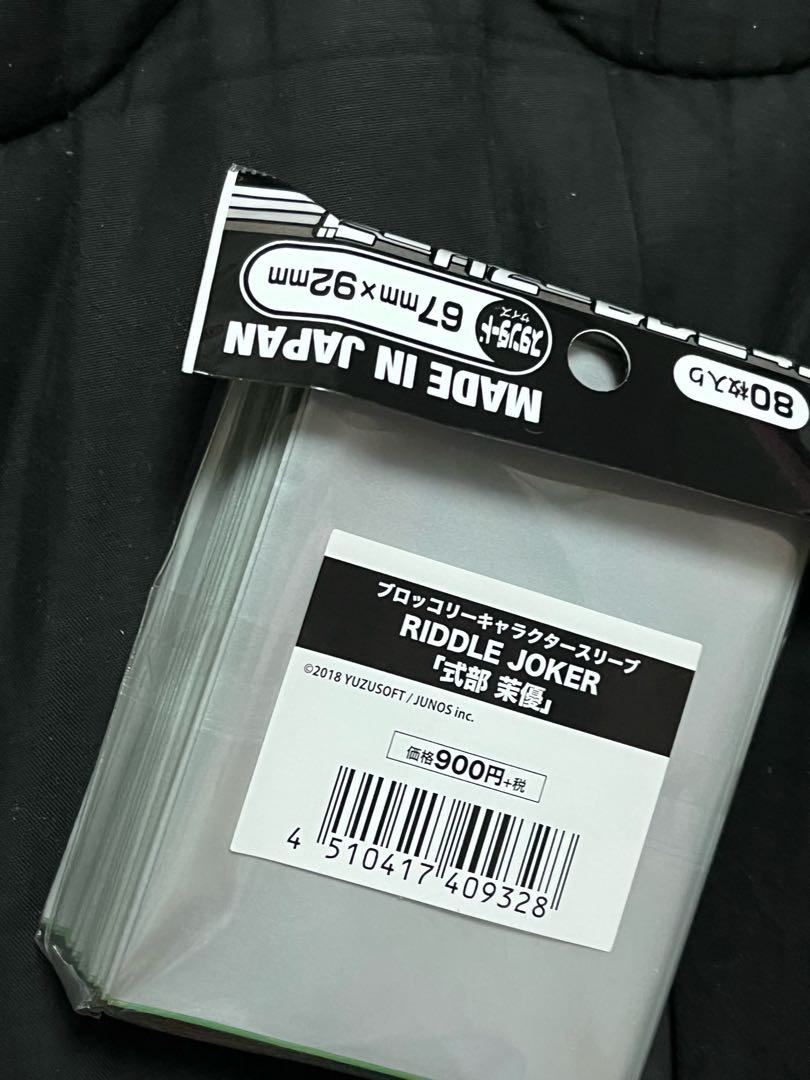 MADE IN JAPAN
スタンダード
サイズ
67mm×92mm
80枚入り
ブロッコリーキャラクタースリーブ
RIDDLE JOKER
「式部 茉優」
©2018 YUZUSOFT / JUNOS inc.
価格900円+税
4 510417 409328